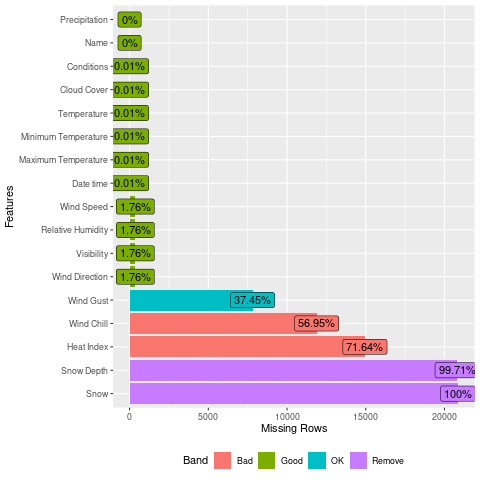 Features
Precipitation 0%
Name 0%
Conditions 0.01%
Cloud Cover 0.01%
Temperature 0.01%
Minimum Temperature 0.01%
Maximum Temperature 0.01%
Date time 0.01%
Wind Speed 1.76%
Relative Humidity 1.76%
Visibility 1.76%
Wind Direction 1.76%
Wind Gust 37.45%
Wind Chill 56.95%
Heat Index 71.64%
Snow Depth 99.71%
Snow 100%
0 5000 10000 15000 20000
Missing Rows
Band Bad Good OK Remove